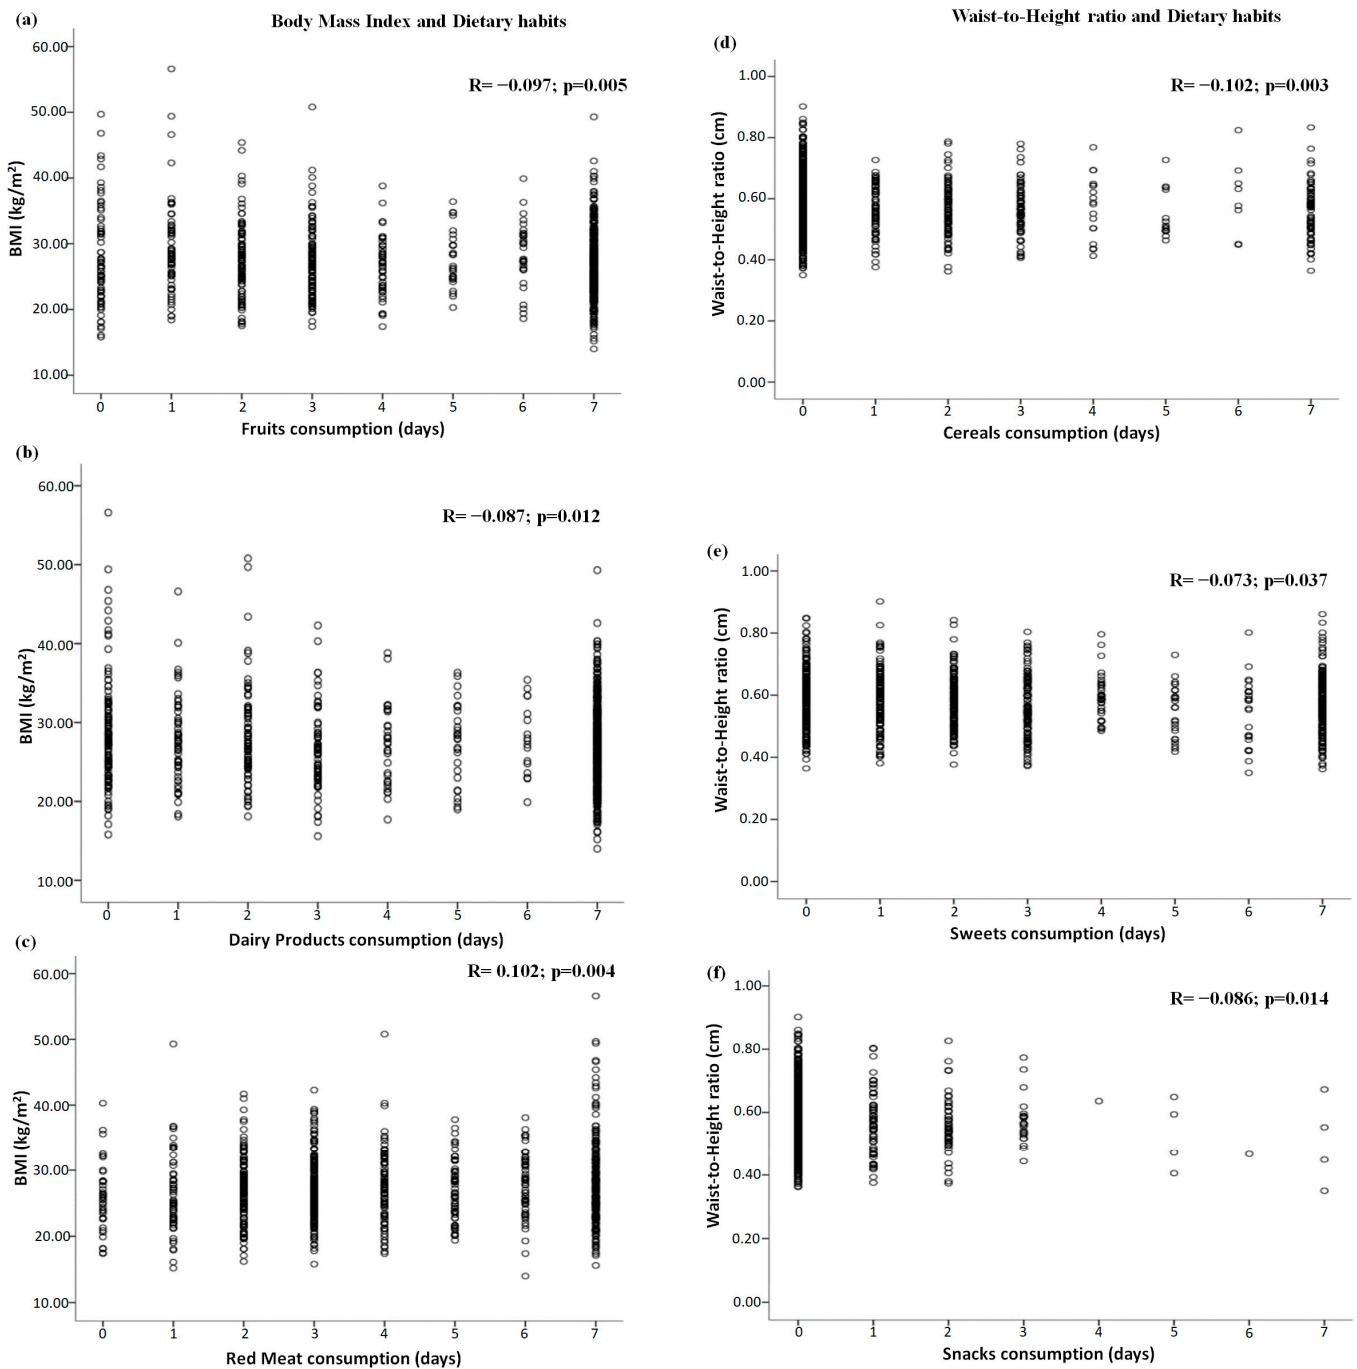 (a)
Body Mass Index and Dietary habits
R= −0.097; p=0.005
BMI (kg/m²)
60.00
50.00
40.00
30.00
20.00
10.00
0 1 2 3 4 5 6 7
Fruits consumption (days)
(b)
R= −0.087; p=0.012
BMI (kg/m²)
60.00
50.00
40.00
30.00
20.00
10.00
0 1 2 3 4 5 6 7
Dairy Products consumption (days)
(c)
R= 0.102; p=0.004
BMI (kg/m²)
60.00
50.00
40.00
30.00
20.00
10.00
0 1 2 3 4 5 6 7
Red Meat consumption (days)
Waist-to-Height ratio and Dietary habits
(d)
R= −0.102; p=0.003
Waist-to-Height ratio (cm)
1.00
0.80
0.60
0.40
0.20
0.00
0 1 2 3 4 5 6 7
Cereals consumption (days)
(e)
R= −0.073; p=0.037
Waist-to-Height ratio (cm)
1.00
0.80
0.60
0.40
0.20
0.00
0 1 2 3 4 5 6 7
Sweets consumption (days)
(f)
R= −0.086; p=0.014
Waist-to-Height ratio (cm)
1.00
0.80
0.60
0.40
0.20
0.00
0 1 2 3 4 5 6 7
Snacks consumption (days)